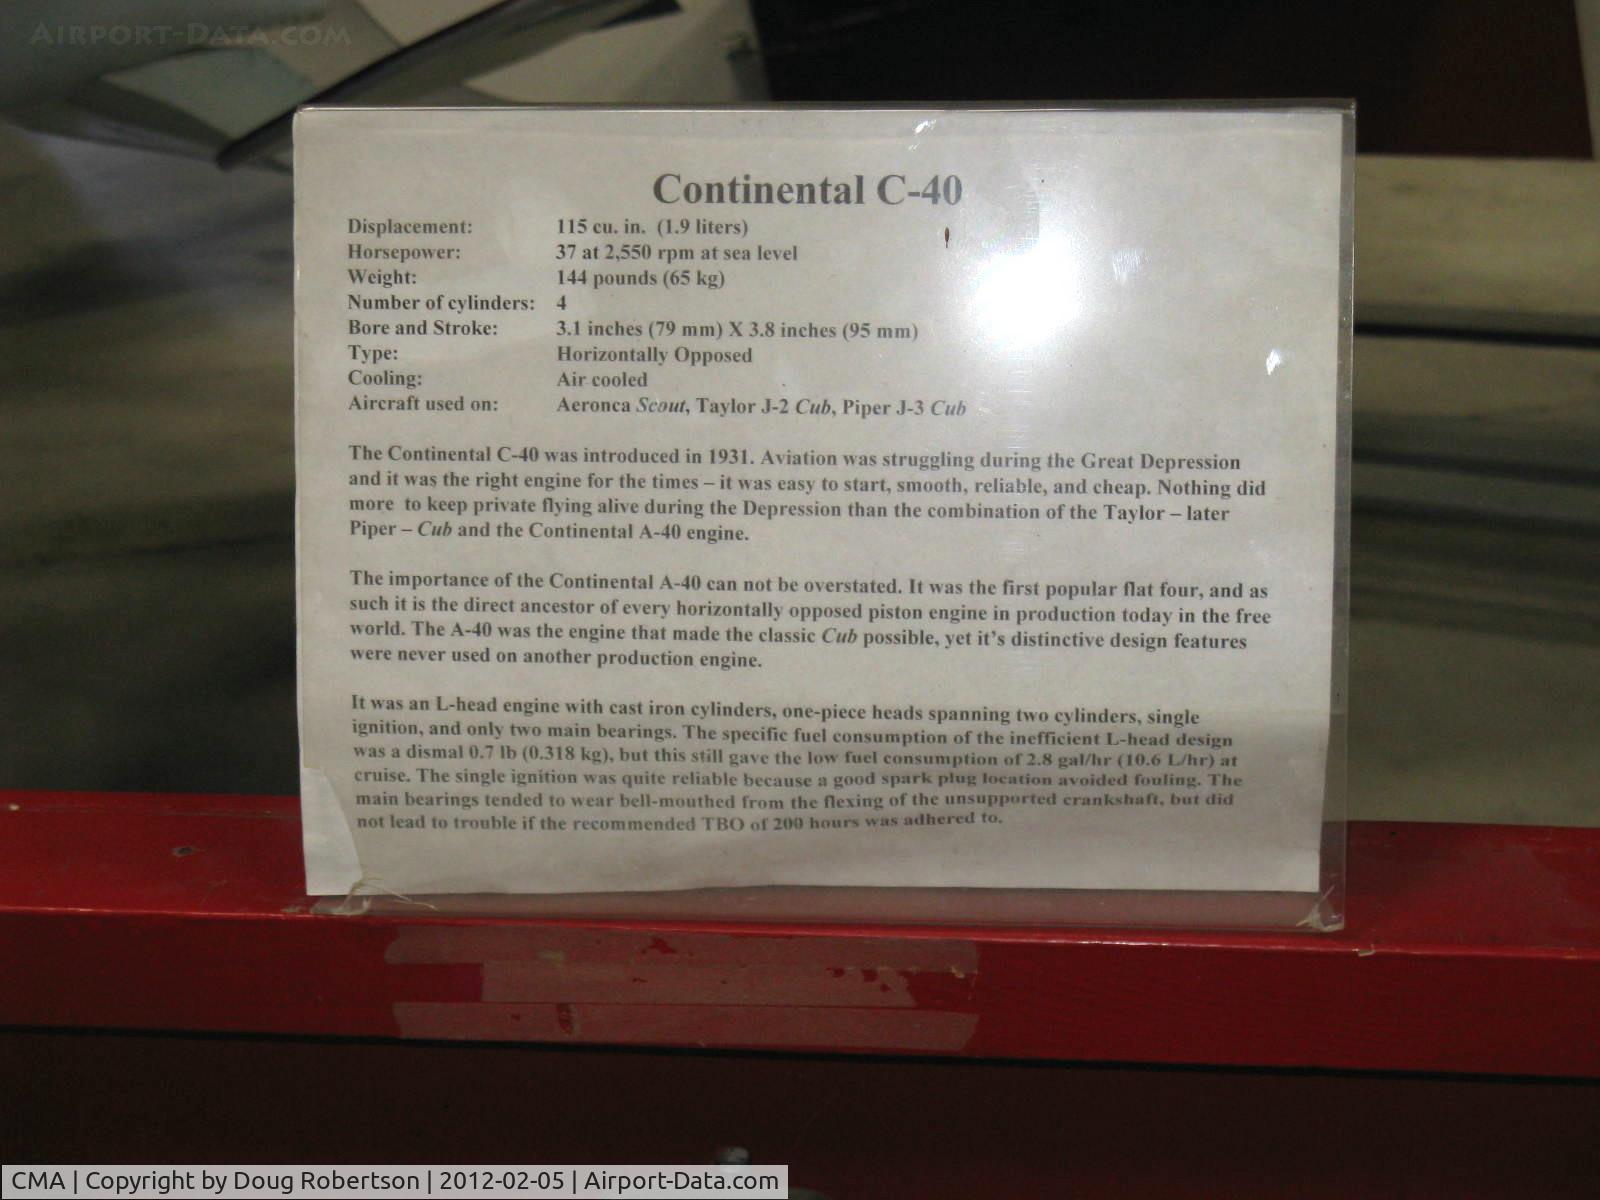 AIRPORT-DATA.COM
Continental C-40
Displacement: 115 cu. in. (1.9 liters)
Horsepower: 37 at 2,550 rpm at sea level
Weight: 144 pounds (65 kg)
Number of cylinders: 4
Bore and Stroke: 3.1 inches (79 mm) X 3.8 inches (95 mm)
Type: Horizontally Opposed
Cooling: Air cooled
Aircraft used on: Aeronca Scout, Taylor J-2 Cub, Piper J-3 Cub
The Continental C-40 was introduced in 1931. Aviation was struggling during the Great Depression
and it was the right engine for the times – it was easy to start, smooth, reliable, and cheap. Nothing did
more to keep private flying alive during the Depression than the combination of the Taylor – later
Piper – Cub and the Continental A-40 engine.
The importance of the Continental A-40 can not be overstated. It was the first popular flat four, and as
such it is the direct ancestor of every horizontally opposed piston engine in production today in the free
world. The A-40 was the engine that made the classic Cub possible, yet it's distinctive design features
were never used on another production engine.
It was an L-head engine with cast iron cylinders, one-piece heads spanning two cylinders, single
ignition, and only two main bearings. The specific fuel consumption of the inefficient L-head design
was a dismal 0.7 lb (0.318 kg), but this still gave the low fuel consumption of 2.8 gal/hr (10.6 L/hr) at
cruise. The single ignition was quite reliable because a good spark plug location avoided fouling. The
main bearings tended to wear bell-mouthed from the flexing of the unsupported crankshaft, but did
not lead to trouble if the recommended TBO of 200 hours was adhered to.
CMA | Copyright by Doug Robertson | 2012-02-05 | Airport-Data.com